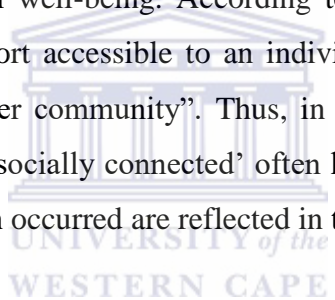 well-being. According t
ort accessible to an indivi
er community”. Thus, in
socially connected’ often
n occurred are reflected in
UNIVERSITY of the
WESTERN CAPE